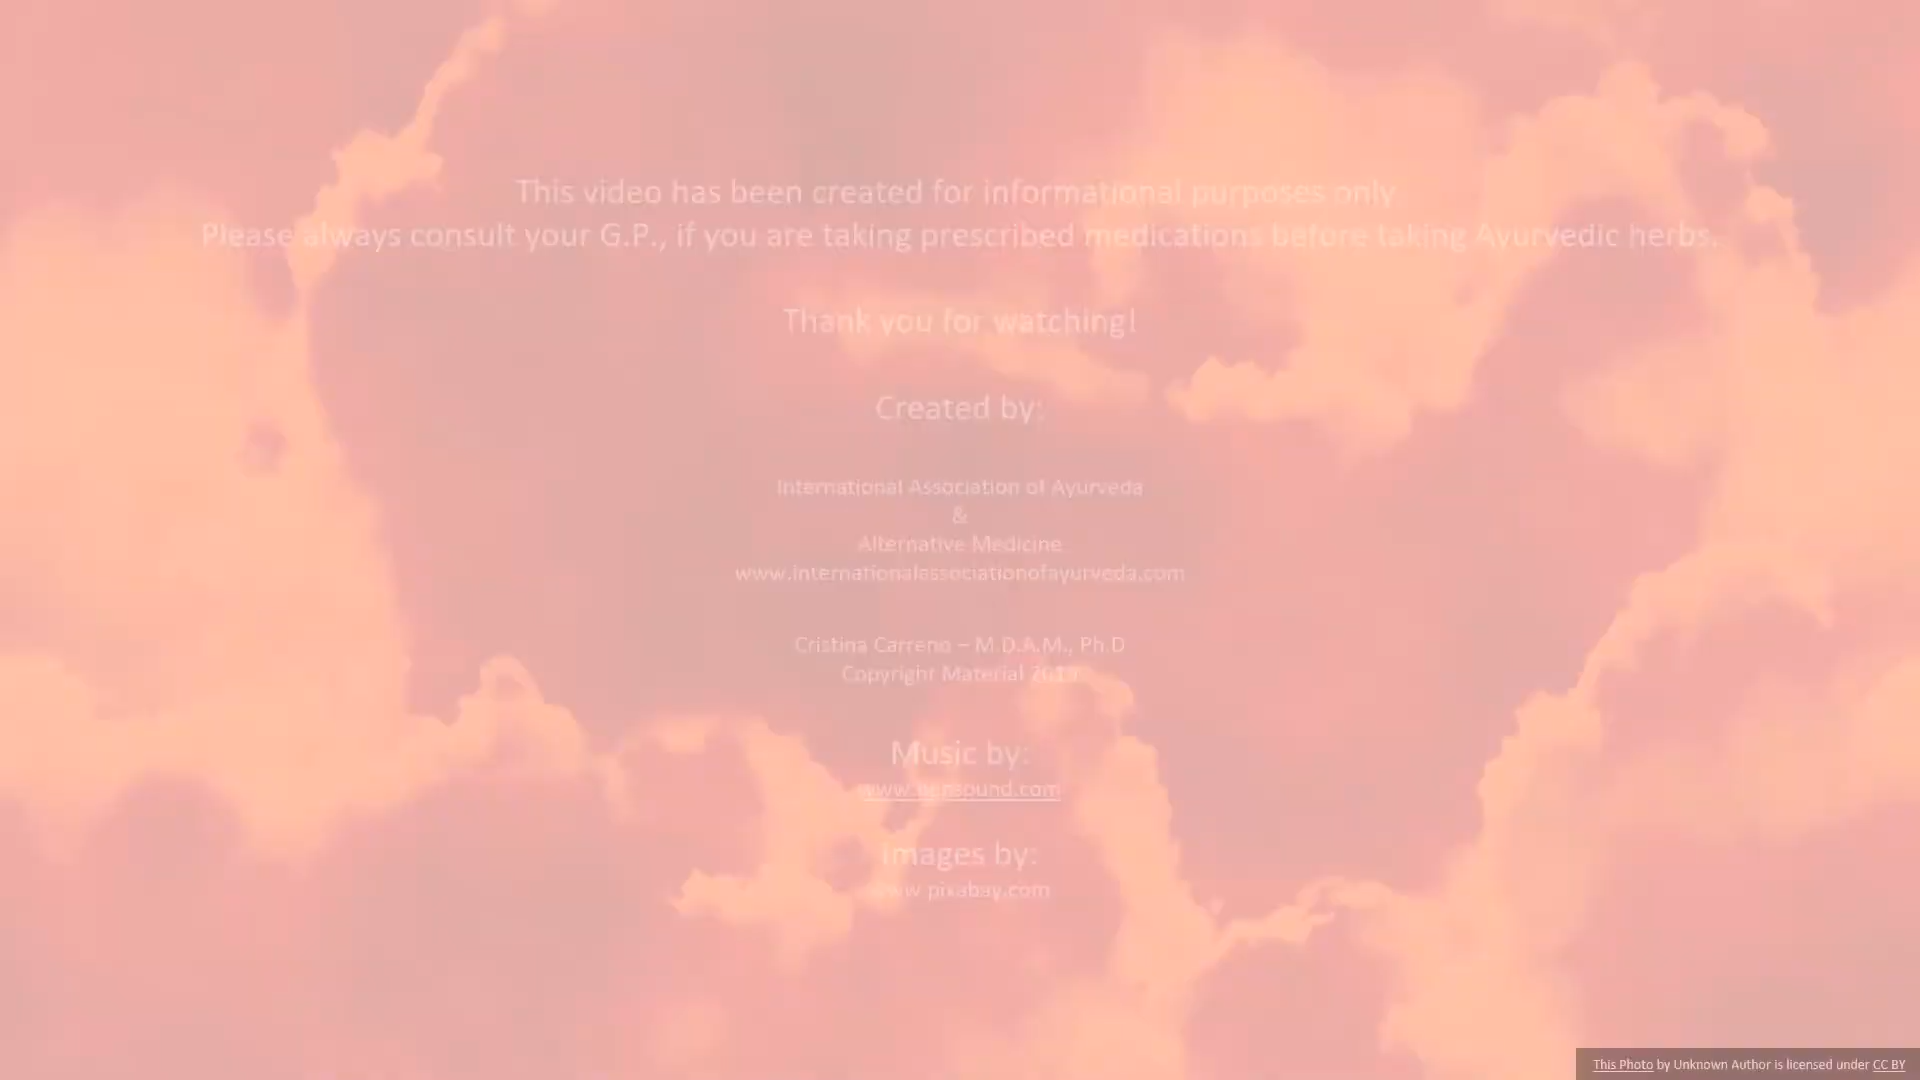 This video has been created for informational purposes only
Please always consult your G.P., if you are taking prescribed medications before taking Ayurvedic herbs.
Thank you for watching!
Created by:
International Association of Ayurveda
&
Alternative Medicine
www.internationalassociationofayurveda.com
Cristina Carreno – M.D.A.M., Ph.D
Copyright Material
Music by:
www.bensound.com
Images by:
www.pixabay.com
This Photo by Unknown Author is licensed under CC BY